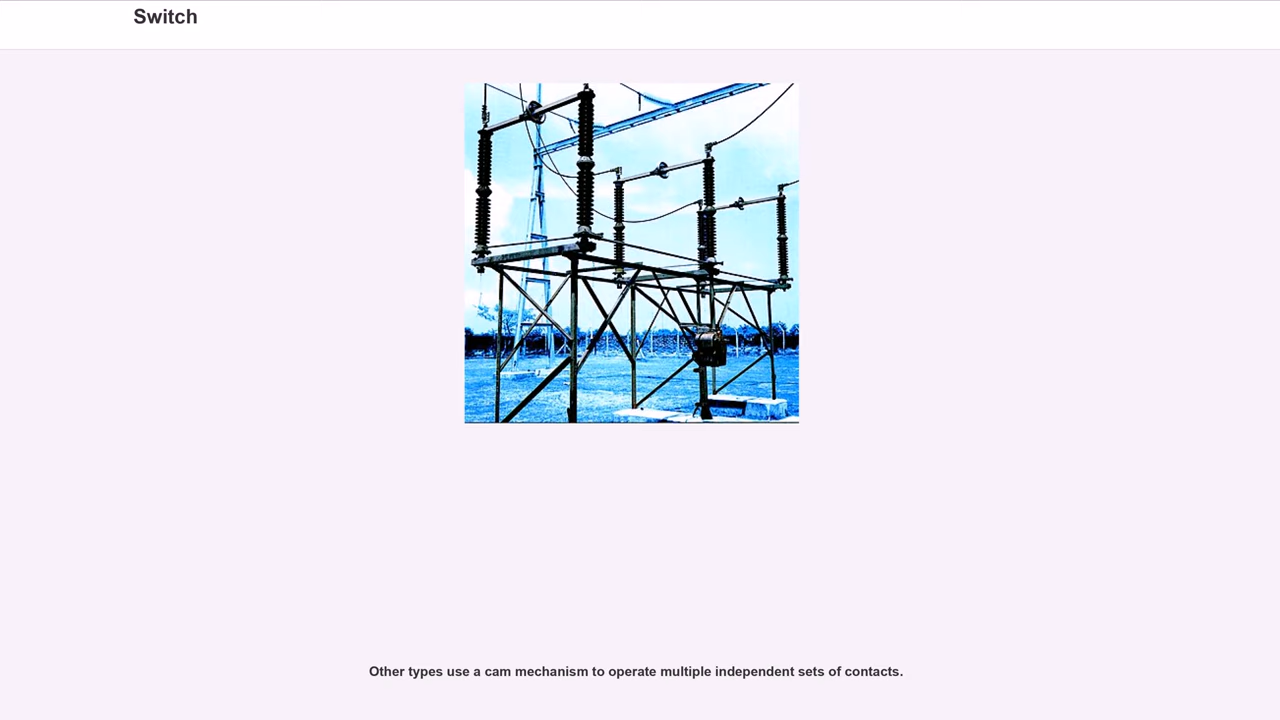 Switch
Other types use a cam mechanism to operate multiple independent sets of contacts.